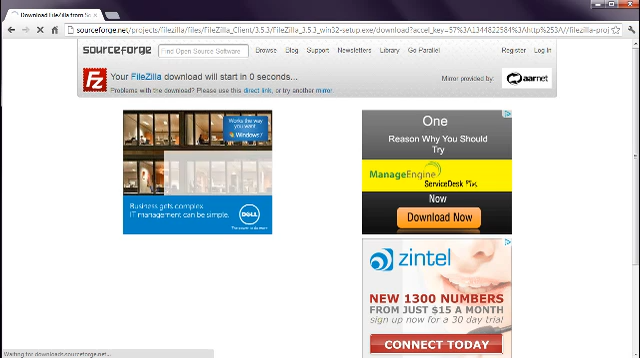 Download FileZilla from So
sourceforge.net/projects/filezilla/files/FileZilla_Client/3.5.3/FileZilla_3.5.3_win32-setup.exe/download?accel_key=57%3A1344822584%3Ahttp%253A//filezilla-pro
sourceforge Find Open Source Software Browse Blog Support Newsletters Library Go Parallel Register Log In
Fz Your FileZilla download will start in 0 seconds... Mirror provided by: aarnet
Problems with the download? Please use this direct link, or try another mirror.
Works the way
you want.
Windows 7
Business gets complex.
IT management can be simple.
DELL
The power to do more
One
Reason Why You Should
Try
ManageEngine
ServiceDesk Plus
Now
Download Now
zintel
NEW 1300 NUMBERS
FROM JUST $15 A MONTH
sign up now for a 30 day trial
CONNECT TODAY
Waiting for downloads.sourceforge.net...